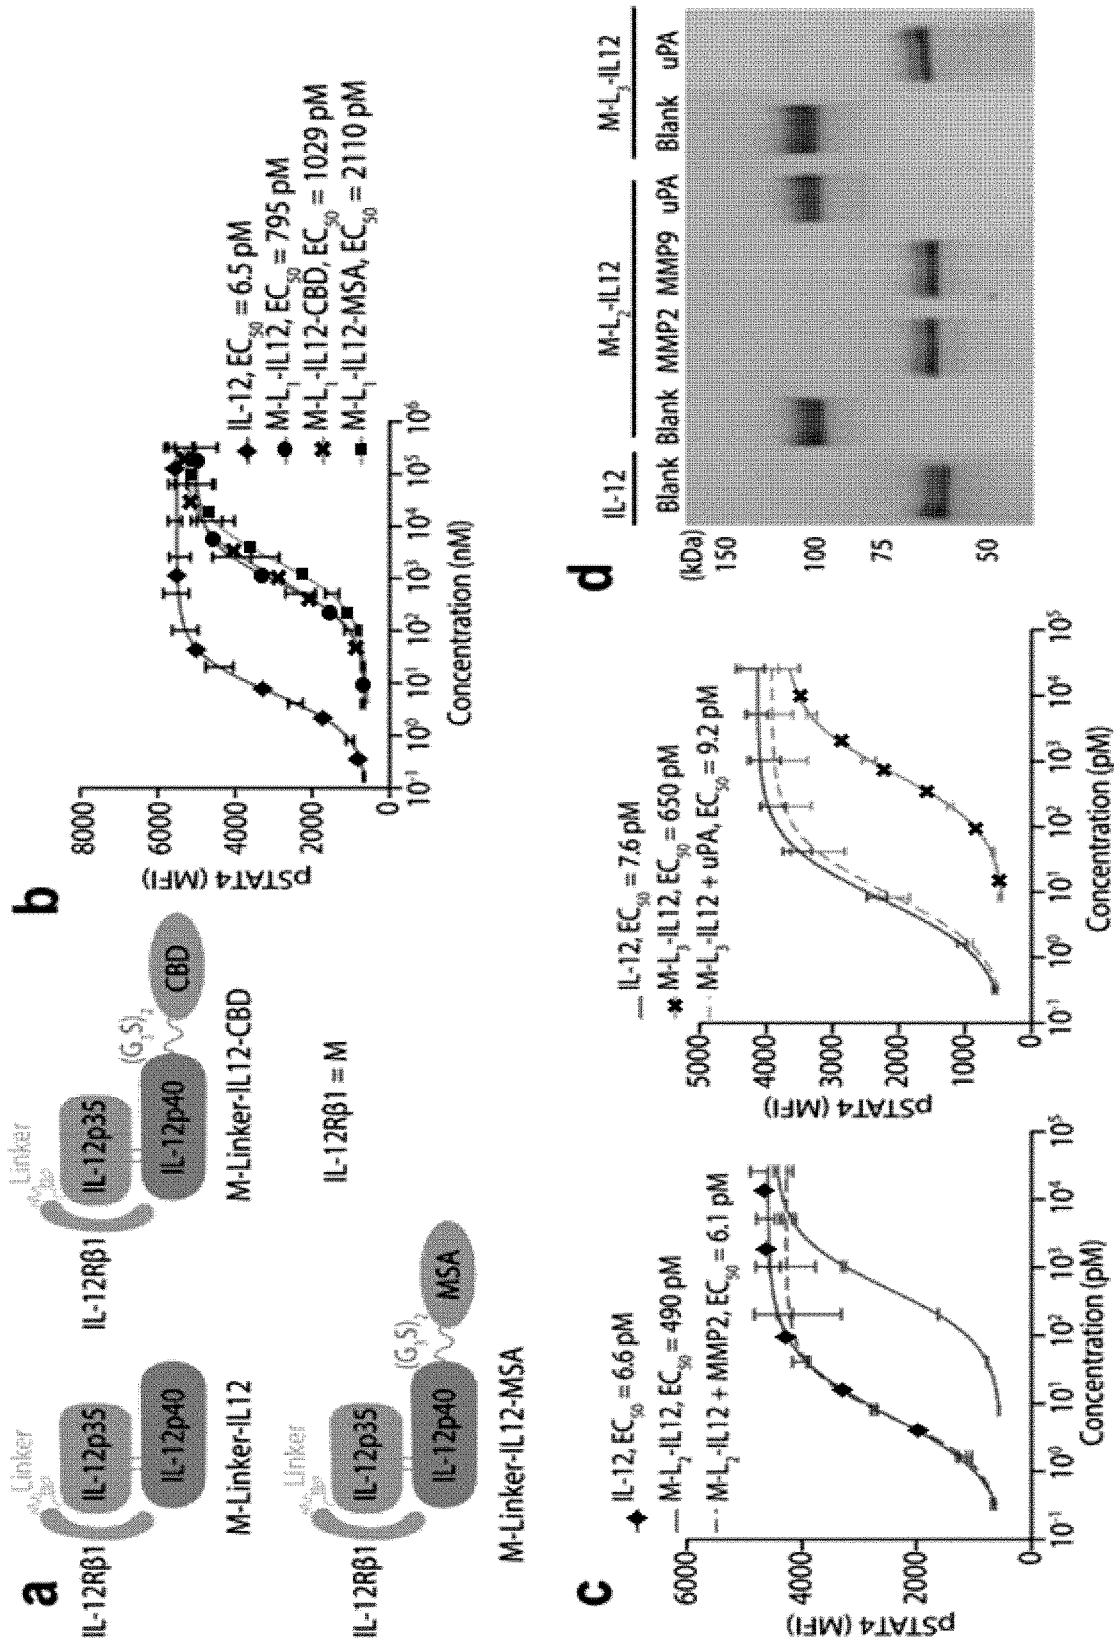 a
Linker
IL-12Rβ1
IL-12p35
IL-12p40
M-Linker-IL12
Linker
IL-12Rβ1
IL-12p35
(G3S)2
IL-12p40
CBD
M-Linker-IL12-CBD
Linker
IL-12Rβ1
IL-12p35
(G3S)2
IL-12p40
MSA
M-Linker-IL12-MSA
IL-12Rβ1 = M
b
pSTAT4 (MFI)
8000
6000
4000
2000
0
10-1
100
101
102
103
104
105
106
Concentration (nM)
IL-12, EC50 = 6.5 pM
M-L1-IL12, EC50 = 795 pM
M-L1-IL12-CBD, EC50 = 1029 pM
M-L1-IL12-MSA, EC50 = 2110 pM
c
IL-12, EC50 = 6.6 pM
M-L2-IL12, EC50 = 490 pM
M-L2-IL12 + MMP2, EC50 = 6.1 pM
pSTAT4 (MFI)
6000
4000
2000
0
10-1
100
101
102
103
104
105
Concentration (pM)
IL-12, EC50 = 7.6 pM
M-L3-IL12, EC50 = 650 pM
M-L3-IL12 + uPA, EC50 = 9.2 pM
pSTAT4 (MFI)
5000
4000
3000
2000
1000
0
10-1
100
101
102
103
104
105
Concentration (pM)
d
IL-12
M-L2-IL12
M-L3-IL12
(kDa)
Blank
Blank
MMP2
MMP9
uPA
Blank
uPA
150
100
75
50